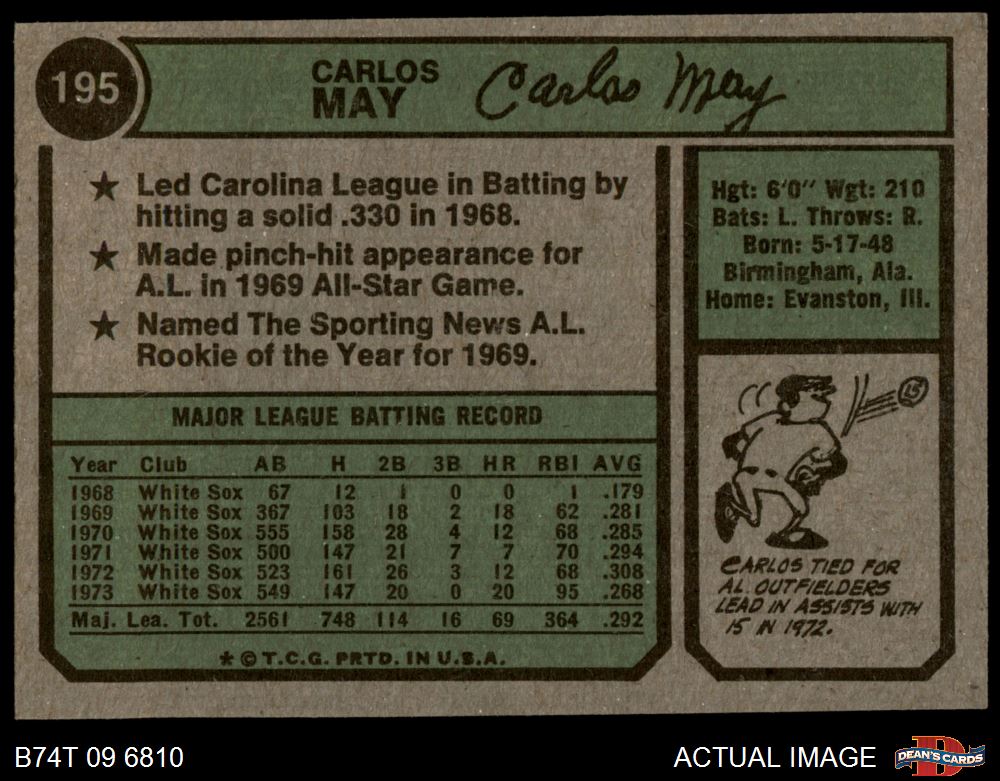 195
CARLOS
MAY
Carlos May
★ Led Carolina League in Batting by
hitting a solid .330 in 1968.
★ Made pinch-hit appearance for
A.L. in 1969 All-Star Game.
★ Named The Sporting News A.L.
Rookie of the Year for 1969.
MAJOR LEAGUE BATTING RECORD
Year Club AB H 2B 3B HR RBI AVG
1968 White Sox 67 12 1 0 0 1 .179
1969 White Sox 367 103 18 2 18 62 .281
1970 White Sox 555 158 28 4 12 68 .285
1971 White Sox 500 147 21 7 7 70 .294
1972 White Sox 523 161 26 3 12 68 .308
1973 White Sox 549 147 20 0 20 95 .268
Maj. Lea. Tot. 2561 748 114 16 69 364 .292
* © T.C.G. PRTD. IN U.S.A.
Hgt: 6'0" Wgt: 210
Bats: L. Throws: R.
Born: 5-17-48
Birmingham, Ala.
Home: Evanston, Ill.
15
CARLOS TIED FOR
A.L. OUTFIELDERS
LEAD IN ASSISTS WITH
15 IN 1972.
B74T 09 6810
ACTUAL IMAGE
D
DEAN'S CARDS